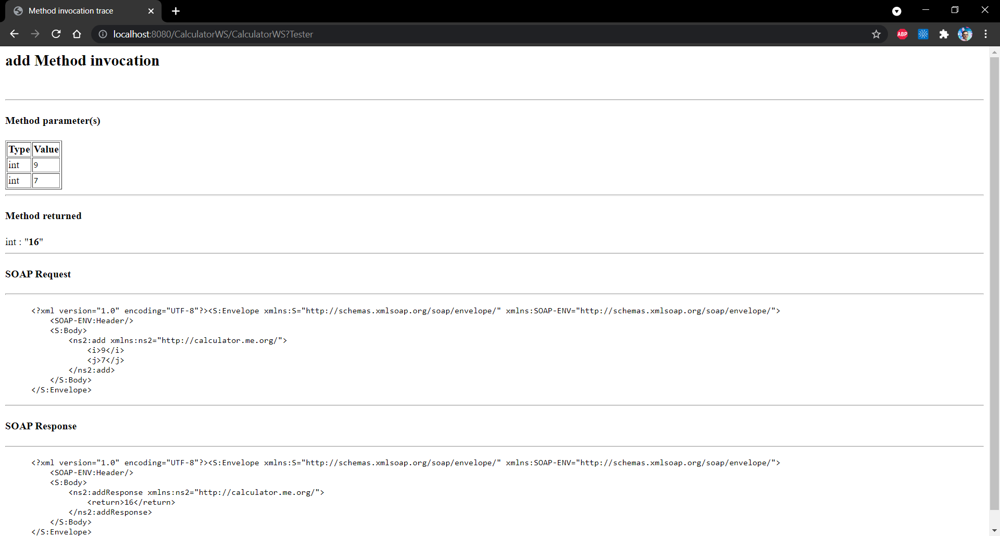 Method invocation trace
localhost:8080/CalculatorWS/CalculatorWS?Tester
ABP
add Method invocation
Method parameter(s)
Type Value
int 9
int 7
Method returned
int : "16"
SOAP Request
<?xml version="1.0" encoding="UTF-8"?><S:Envelope xmlns:S="http://schemas.xmlsoap.org/soap/envelope/" xmlns:SOAP-ENV="http://schemas.xmlsoap.org/soap/envelope/">
<SOAP-ENV:Header/>
<S:Body>
<ns2:add xmlns:ns2="http://calculator.me.org/">
<i>9</i>
<j>7</j>
</ns2:add>
</S:Body>
</S:Envelope>
SOAP Response
<?xml version="1.0" encoding="UTF-8"?><S:Envelope xmlns:S="http://schemas.xmlsoap.org/soap/envelope/" xmlns:SOAP-ENV="http://schemas.xmlsoap.org/soap/envelope/">
<SOAP-ENV:Header/>
<S:Body>
<ns2:addResponse xmlns:ns2="http://calculator.me.org/">
<return>16</return>
</ns2:addResponse>
</S:Body>
</S:Envelope>